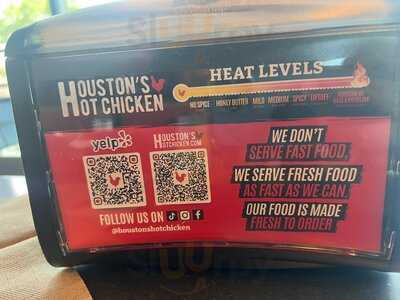 HOUSTON'S
HOT CHICKEN
HEAT LEVELS
NO SPICE HONEY BUTTER MILD MEDIUM SPICY
yelp
HOUSTON'S
HOTCHICKEN.COM
FOLLOW US ON
@houstonshotchicken
WE DON'T
SERVE FAST FOOD,
WE SERVE FRESH FOOD
AS FAST AS WE CAN.
OUR FOOD IS MADE
FRESH TO ORDER